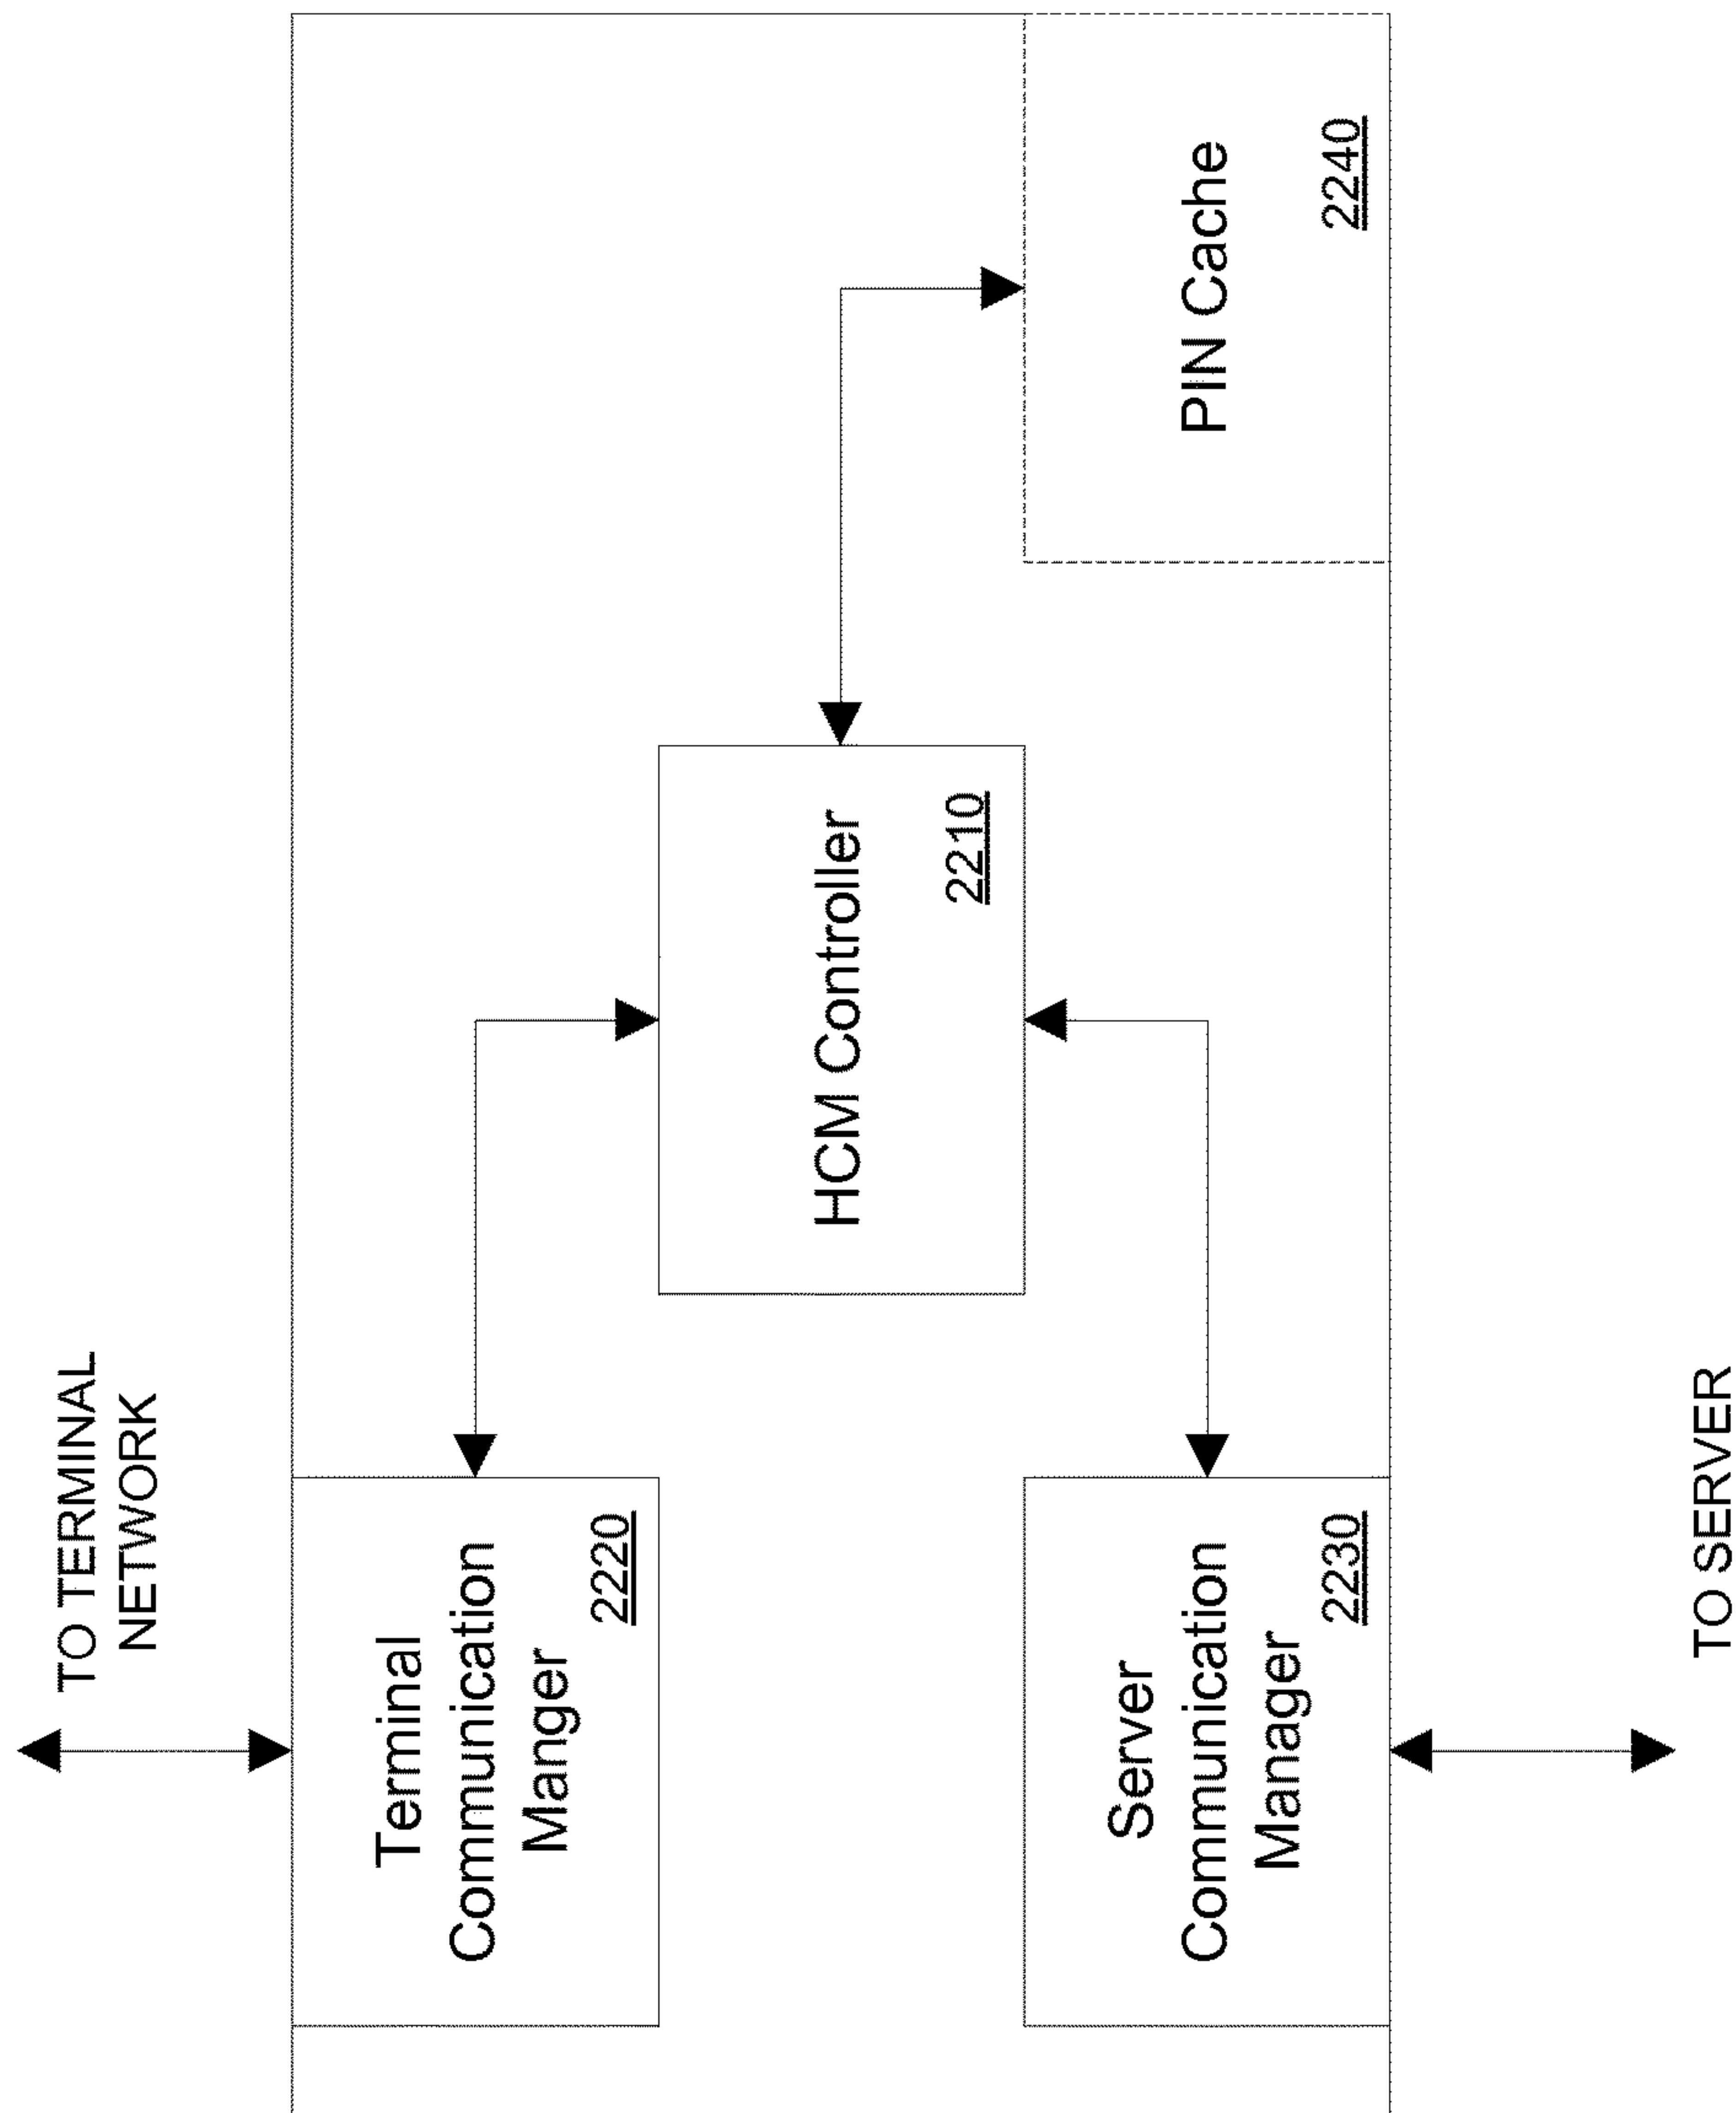 TO TERMINAL
NETWORK
Terminal
Communication
Manger
2220
HCM Controller
2210
PIN Cache
2240
Server
Communication
Manager
2230
TO SERVER